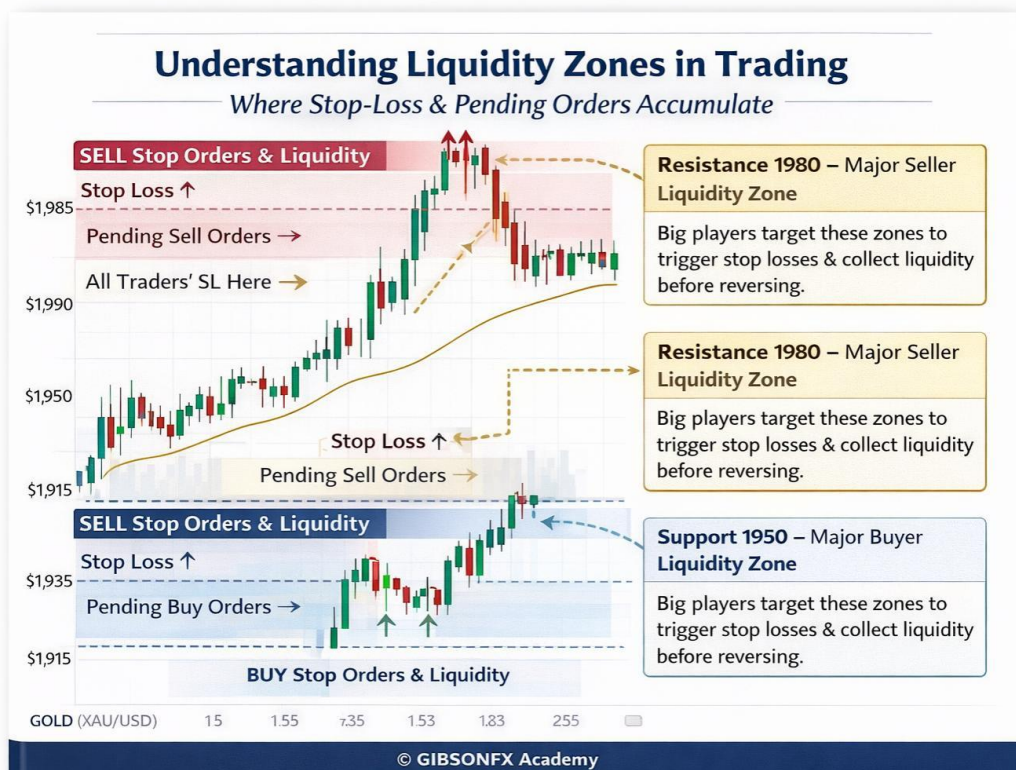 Understanding Liquidity Zones in Trading
Where Stop-Loss & Pending Orders Accumulate
SELL Stop Orders & Liquidity
Stop Loss ↑
$1,985
Pending Sell Orders →
All Traders' SL Here →
$1,990
$1,950
Stop Loss ↑
Pending Sell Orders →
$1,915
SELL Stop Orders & Liquidity
Stop Loss ↑
$1,935
Pending Buy Orders →
$1,915
BUY Stop Orders & Liquidity
GOLD (XAU/USD) 15 1.55 7.35 1.53 1.83 255
Resistance 1980 – Major Seller
Liquidity Zone
Big players target these zones to
trigger stop losses & collect liquidity
before reversing.
Resistance 1980 – Major Seller
Liquidity Zone
Big players target these zones to
trigger stop losses & collect liquidity
before reversing.
Support 1950 – Major Buyer
Liquidity Zone
Big players target these zones to
trigger stop losses & collect liquidity
before reversing.
© GIBSONFX Academy